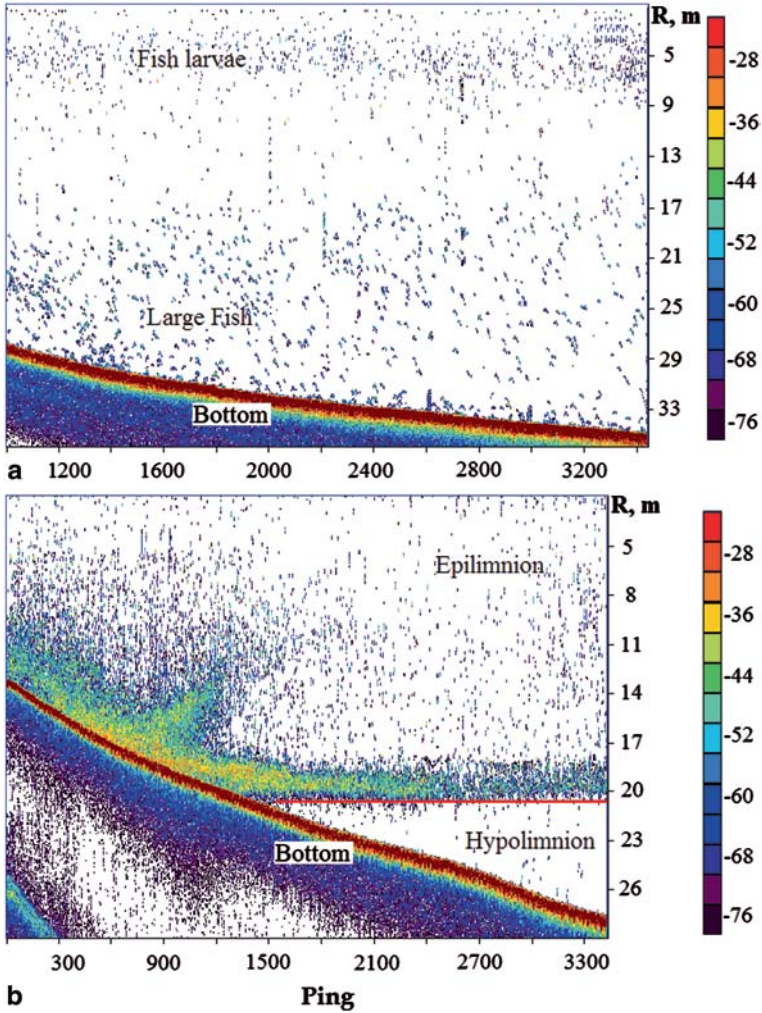 R, m
Fish larvae
5
9
13
17
21
25
29
33
Large Fish
Bottom
-28
-36
-44
-52
-60
-68
-76
a 1200 1600 2000 2400 2800 3200
R, m
Epilimnion
5
8
11
14
17
20
23
26
Hypolimnion
Bottom
-28
-36
-44
-52
-60
-68
-76
300 900 1500 2100 2700 3300
b Ping